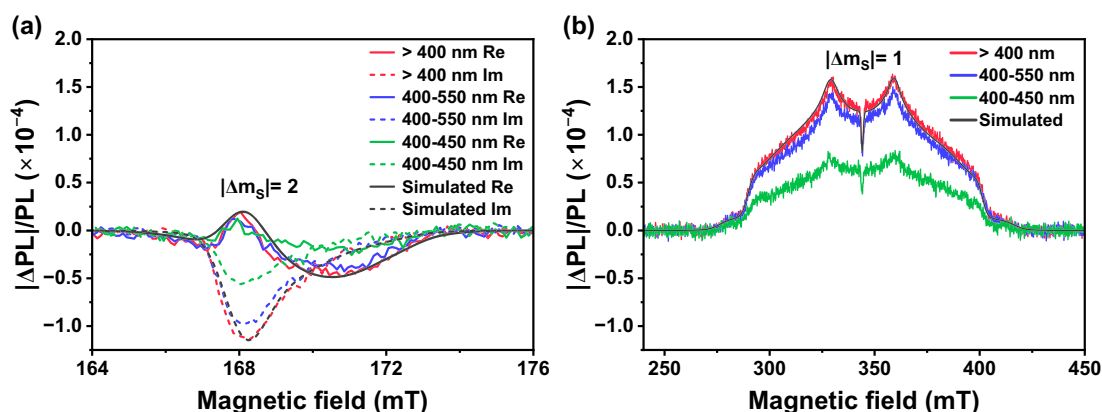 (a)
> 400 nm Re
> 400 nm Im
400-550 nm Re
400-550 nm Im
400-450 nm Re
400-450 nm Im
Simulated Re
Simulated Im
|Δm_S|= 2
|ΔPL|/PL (× 10⁻⁴)
2.0
1.5
1.0
0.5
0.0
−0.5
−1.0
164
168
172
176
Magnetic field (mT)
(b)
|Δm_S|= 1
> 400 nm
400-550 nm
400-450 nm
Simulated
|ΔPL|/PL (× 10⁻⁴)
2.0
1.5
1.0
0.5
0.0
−0.5
−1.0
250
300
350
400
450
Magnetic field (mT)